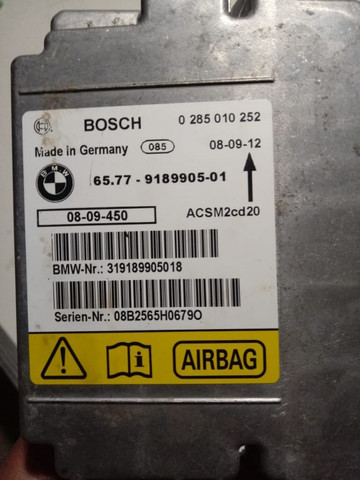 BOSCH 0 285 010 252
Made in Germany 085 08-09-12
BMW 65.77 - 9189905-01
08-09-450 ACSM2cd20
BMW-Nr.: 319189905018
Serien-Nr.: 08B2565H0679O
AIRBAG